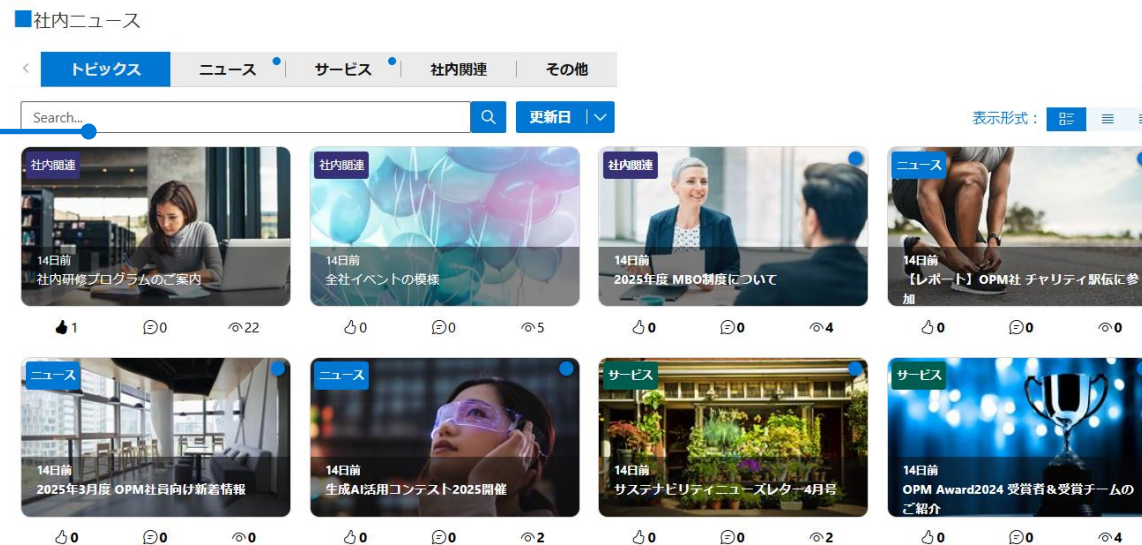 社内ニュース
トピックス ニュース サービス 社内関連 その他
Search... 更新日 表示形式：
社内関連 社内関連 社内関連 ニュース
14日前 14日前 14日前 14日前
社内研修プログラムのご案内 全社イベントの模様 2025年度 MBO制度について 【レポート】OPM社 チャリティ駅伝に参
加
1 0 22 0 0 5 0 0 4 0 0 0
ニュース ニュース サービス サービス
14日前 14日前 14日前 14日前
2025年3月度 OPM社員向け新着情報 生成AI活用コンテスト2025開催 サステナビリティニューズレター4月号 OPM Award2024 受賞者＆受賞チームの
ご紹介
0 0 0 0 0 2 0 0 2 0 0 4